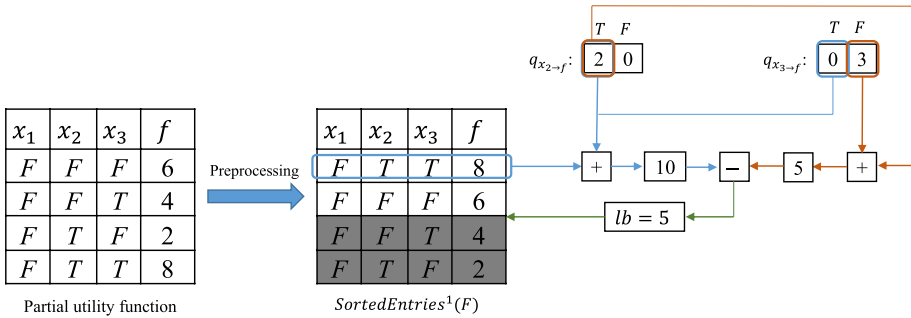 T F
q_{x_2→f}: 2 0
T F
q_{x_3→f}: 0 3
x_1 x_2 x_3 f
F F F 6
F F T 4
F T F 2
F T T 8
Partial utility function
Preprocessing
x_1 x_2 x_3 f
F T T 8
F F F 6
F F T 4
F T F 2
SortedEntries^1(F)
+ 10 − 5 +
lb = 5